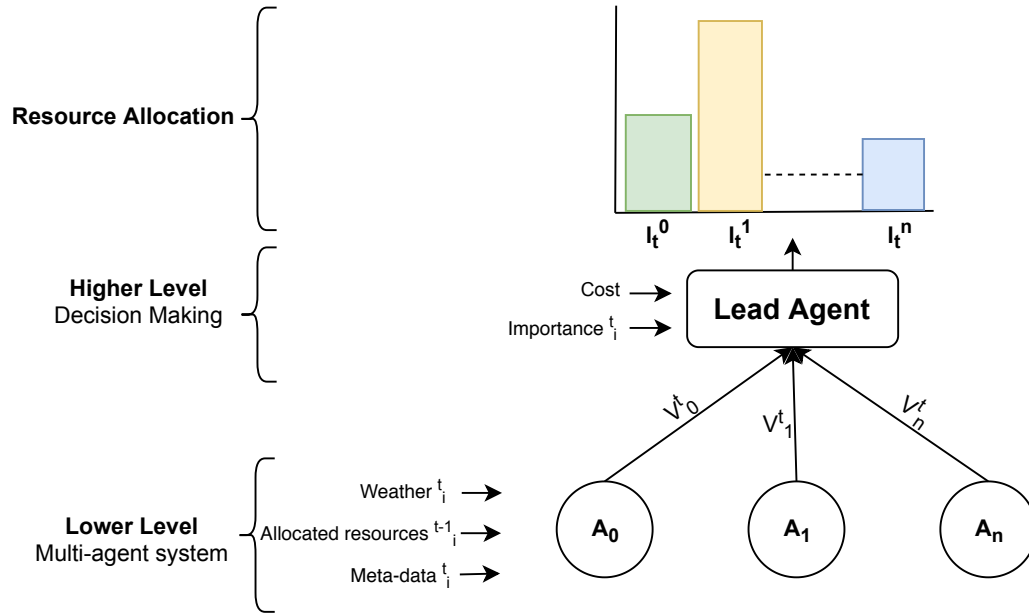 Resource Allocation
I_t^0 I_t^1 I_t^n
Higher Level
Decision Making
Cost
Importance ^t_i
Lead Agent
V^t_0 V^t_1 V^t_n
Lower Level
Multi-agent system
Weather ^t_i
Allocated resources ^t-1_i
Meta-data ^t_i
A_0 A_1 A_n